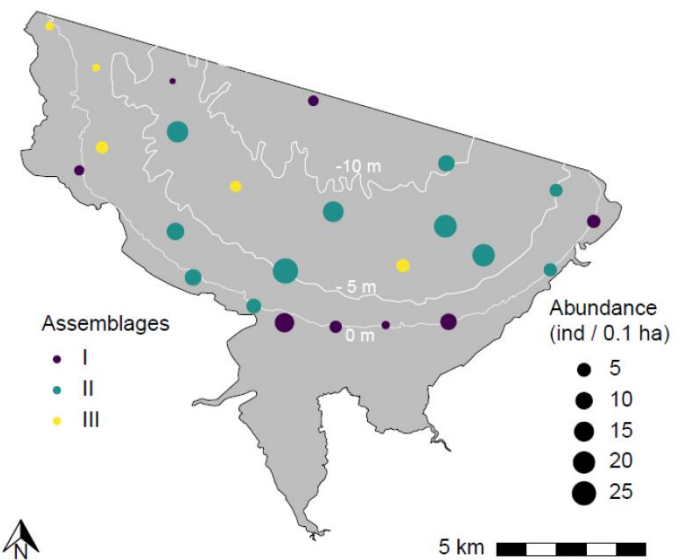 -10 m
- 5 m
0 m
Assemblages
I
II
III
Abundance
(ind / 0.1 ha)
5
10
15
20
25
N
5 km